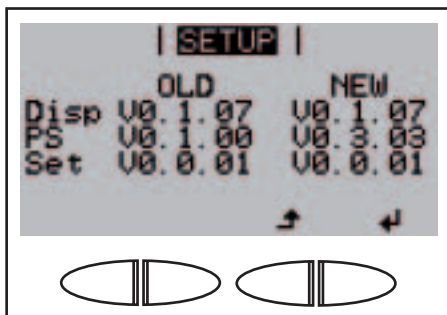 | SETUP |
OLD NEW
Disp V0.1.07 V0.1.07
PS V0.1.00 V0.3.03
Set V0.0.01 V0.0.01